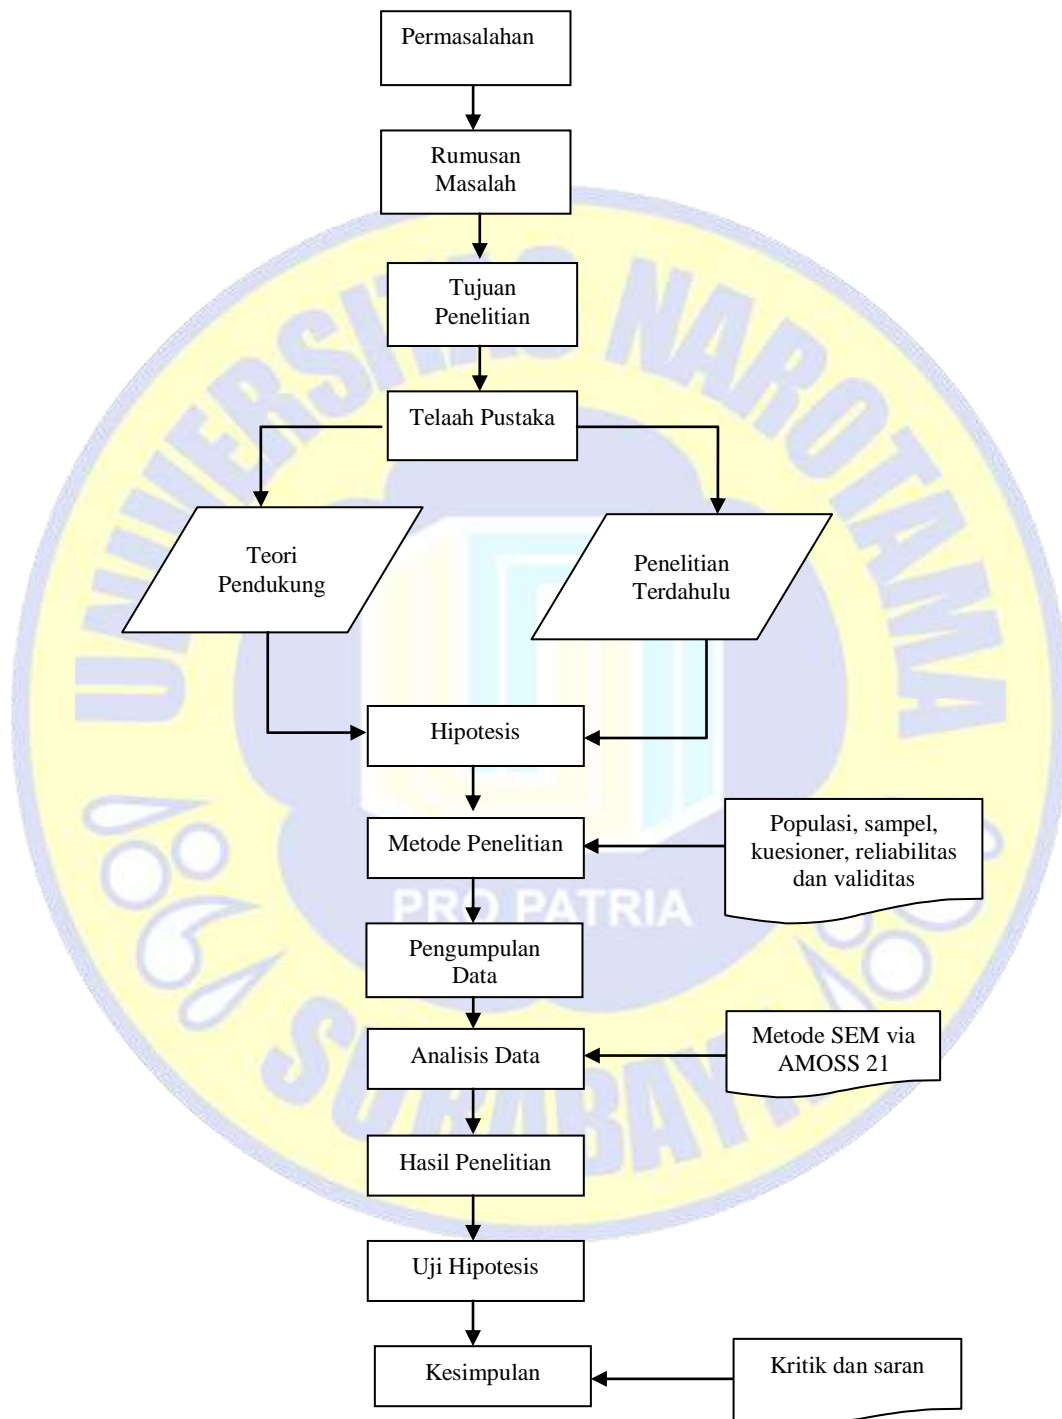 Permasalahan
Rumusan
Masalah
Tujuan
Penelitian
Telaah Pustaka
Teori
Pendukung
Penelitian
Terdahulu
Hipotesis
Metode Penelitian
Populasi, sampel,
kuesioner, reliabilitas
dan validitas
Pengumpulan
Data
Analisis Data
Metode SEM via
AMOSS 21
Hasil Penelitian
Uji Hipotesis
Kesimpulan
Kritik dan saran
UNIVERSITAS NAROTAMA
PRO PATRIA
SURABAYA